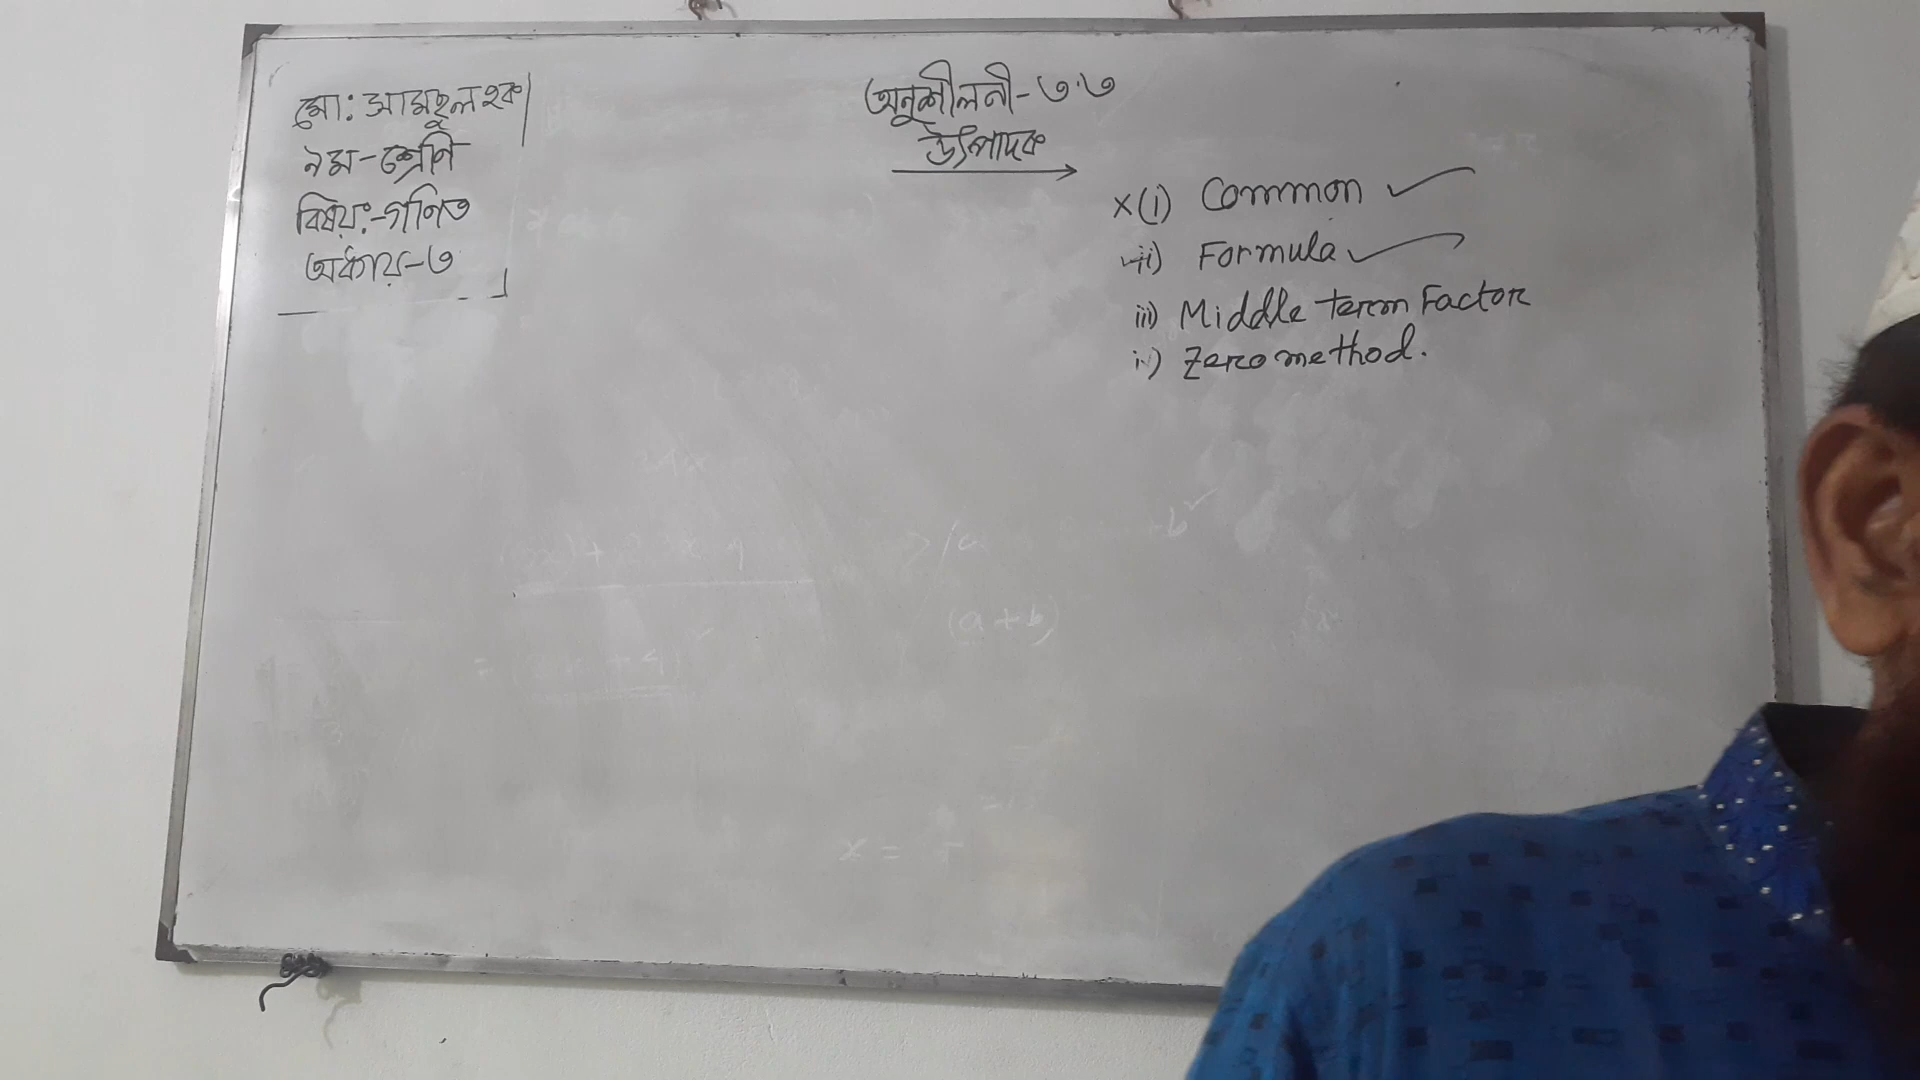 মো: সামছুল হক
৯ম-শ্রেণি
বিষয়:-গণিত
অধ্যায়-৩
অনুশীলনী-৩.৩
উৎপাদক
×(i) Common ✓
ii) Formula ✓
iii) Middle term Factor
iv) Zero method.
(a+b)
x =